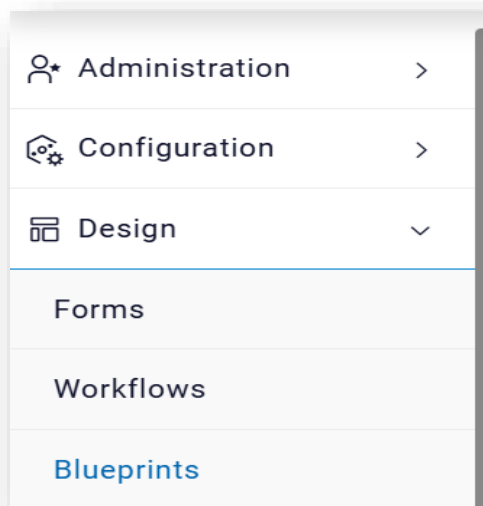 Administration
Configuration
Design
Forms
Workflows
Blueprints